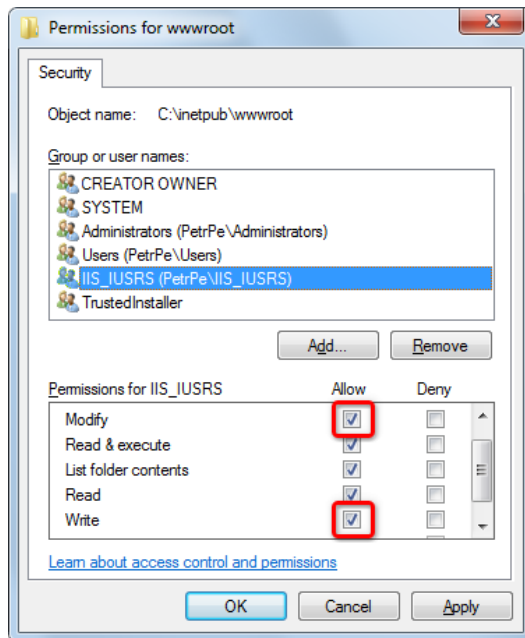 Permissions for wwwroot
Security
Object name: C:\inetpub\wwwroot
Group or user names:
CREATOR OWNER
SYSTEM
Administrators (PetrPe\Administrators)
Users (PetrPe\Users)
IIS_IUSRS (PetrPe\IIS_IUSRS)
TrustedInstaller
Add... Remove
Permissions for IIS_IUSRS Allow Deny
Modify
Read & execute
List folder contents
Read
Write
Learn about access control and permissions
OK Cancel Apply